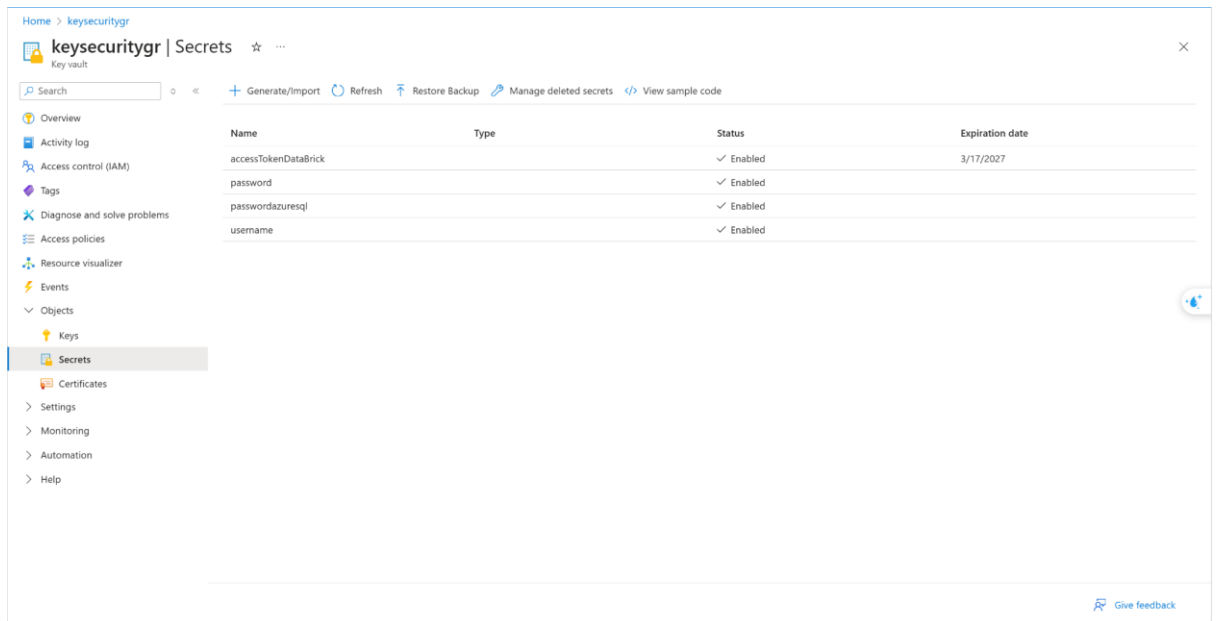 Home > keysecuritygr
keysecuritygr | Secrets
Key vault
Search
Generate/Import Refresh Restore Backup Manage deleted secrets View sample code
Overview
Activity log
Access control (IAM)
Tags
Diagnose and solve problems
Access policies
Resource visualizer
Events
Objects
Keys
Secrets
Certificates
Settings
Monitoring
Automation
Help
Name Type Status Expiration date
accessTokenDataBrick Enabled 3/17/2027
password Enabled
passwordazuresql Enabled
username Enabled
Give feedback